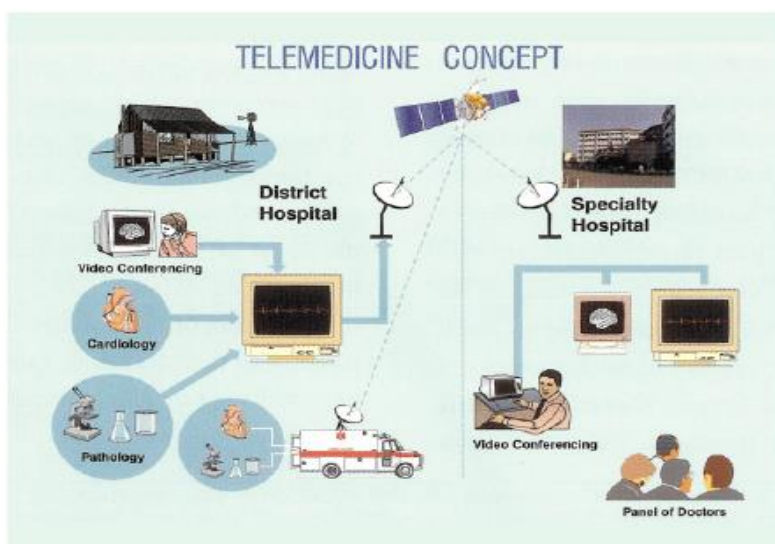 TELEMEDICINE CONCEPT
District
Hospital
Specialty
Hospital
Video Conferencing
Cardiology
Pathology
Video Conferencing
Panel of Doctors